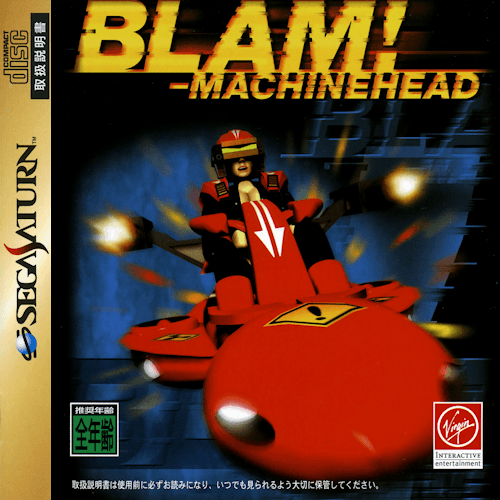 COMPACT
disc
取扱説明書
SEGA SATURN™
BLAM!
-MACHINEHEAD
BLA
推奨年齢
全年齢
Virgin
INTERACTIVE
entertainment
取扱説明書は使用前に必ずお読みになり、いつでも見られるよう大切に保管してください。